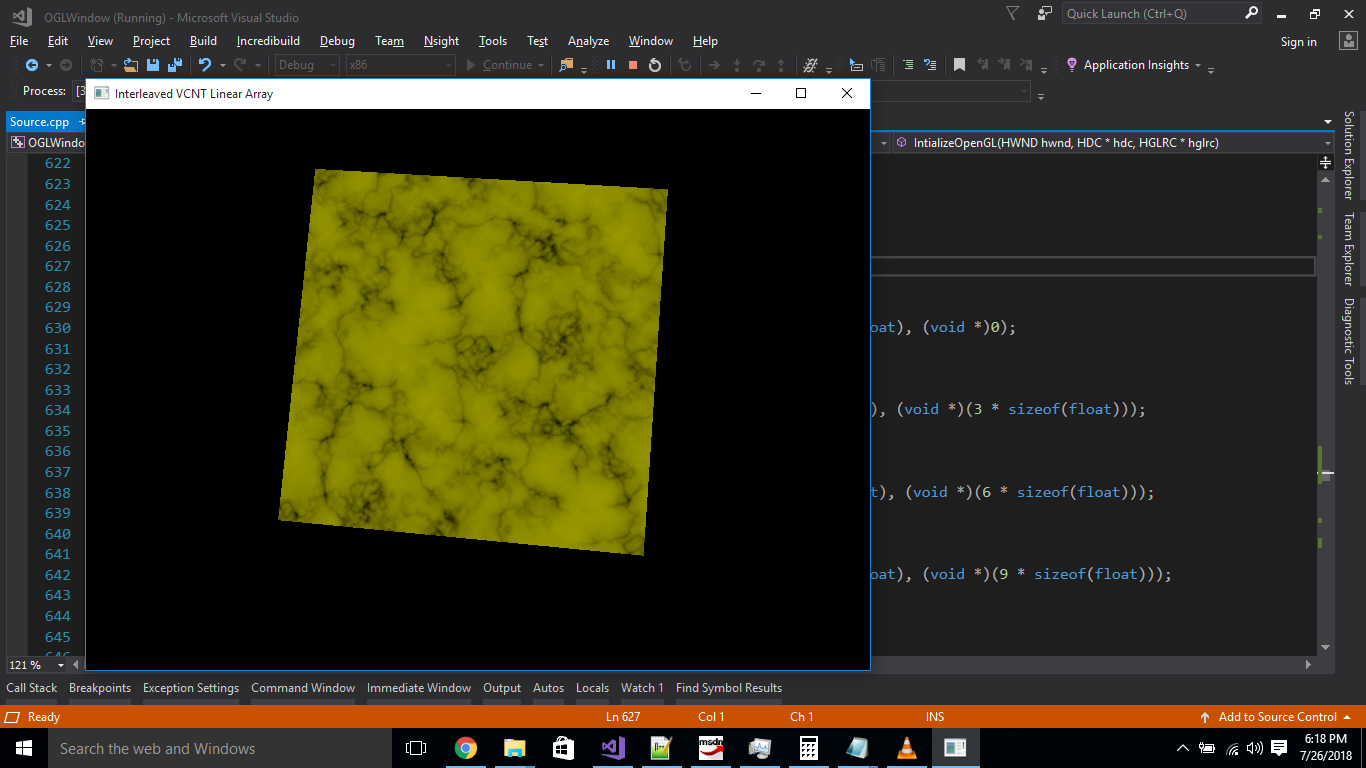 OGLWindow (Running) - Microsoft Visual Studio
Quick Launch (Ctrl+Q)
File Edit View Project Build Incredibuild Debug Team Nsight Tools Test Analyze Window Help
Sign in
Debug x86 Continue Application Insights
Process: [3
Interleaved VCNT Linear Array
Source.cpp
OGLWindo
IntializeOpenGL(HWND hwnd, HDC * hdc, HGLRC * hglrc)
622
623
624
625
626
627
628
629
630 oat), (void *)0);
631
632
633
634 ), (void *)(3 * sizeof(float)));
635
636
637
638 t), (void *)(6 * sizeof(float)));
639
640
641
642 oat), (void *)(9 * sizeof(float)));
643
644
645
646
Solution Explorer
Team Explorer
Diagnostic Tools
121 %
Call Stack Breakpoints Exception Settings Command Window Immediate Window Output Autos Locals Watch 1 Find Symbol Results
Ready Ln 627 Col 1 Ch 1 INS Add to Source Control
Search the web and Windows
msdn
6:18 PM
7/26/2018